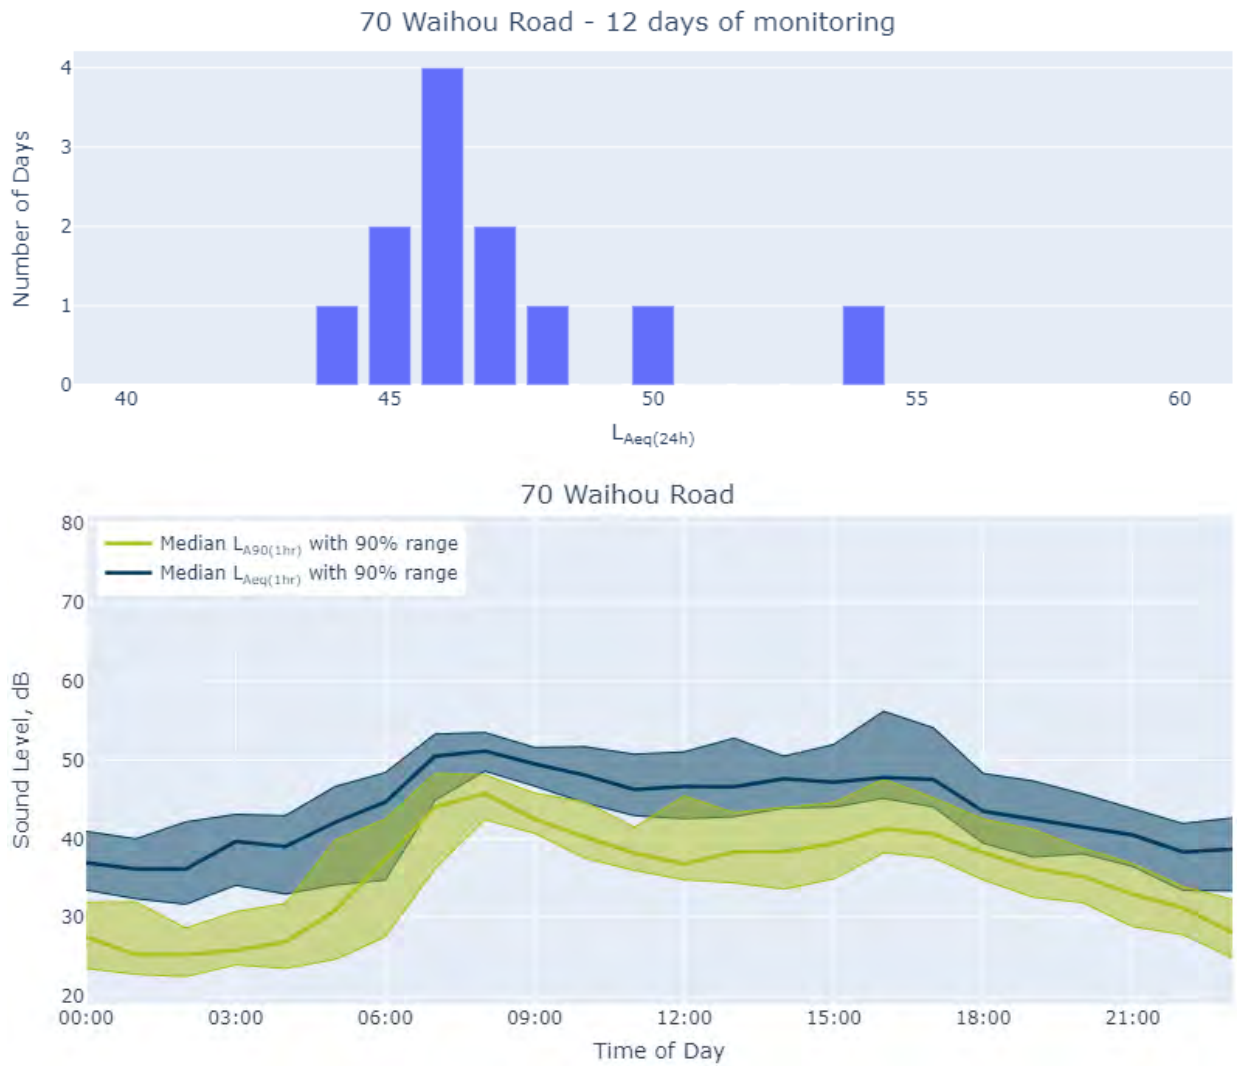 70 Waihou Road - 12 days of monitoring
Number of Days
4
3
2
1
0
40 45 50 55 60
LAeq(24h)
70 Waihou Road
Median LA90(1hr) with 90% range
Median LAeq(1hr) with 90% range
Sound Level, dB
80
70
60
50
40
30
20
00:00 03:00 06:00 09:00 12:00 15:00 18:00 21:00
Time of Day